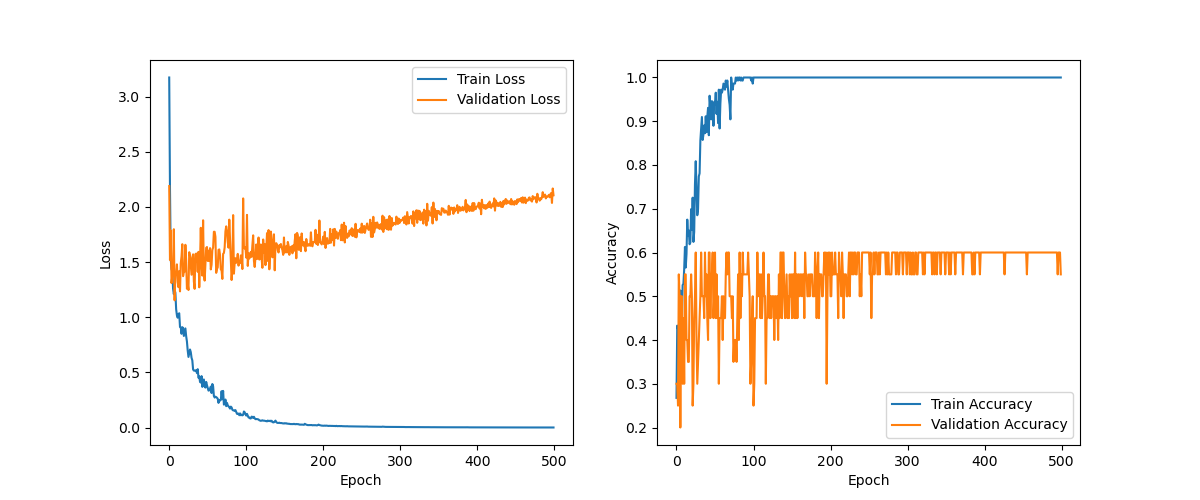 Train Loss
Validation Loss
3.0
2.5
2.0
1.5
1.0
0.5
0.0
Loss
0 100 200 300 400 500
Epoch
1.0
0.9
0.8
0.7
0.6
0.5
0.4
0.3
0.2
Accuracy
Train Accuracy
Validation Accuracy
0 100 200 300 400 500
Epoch